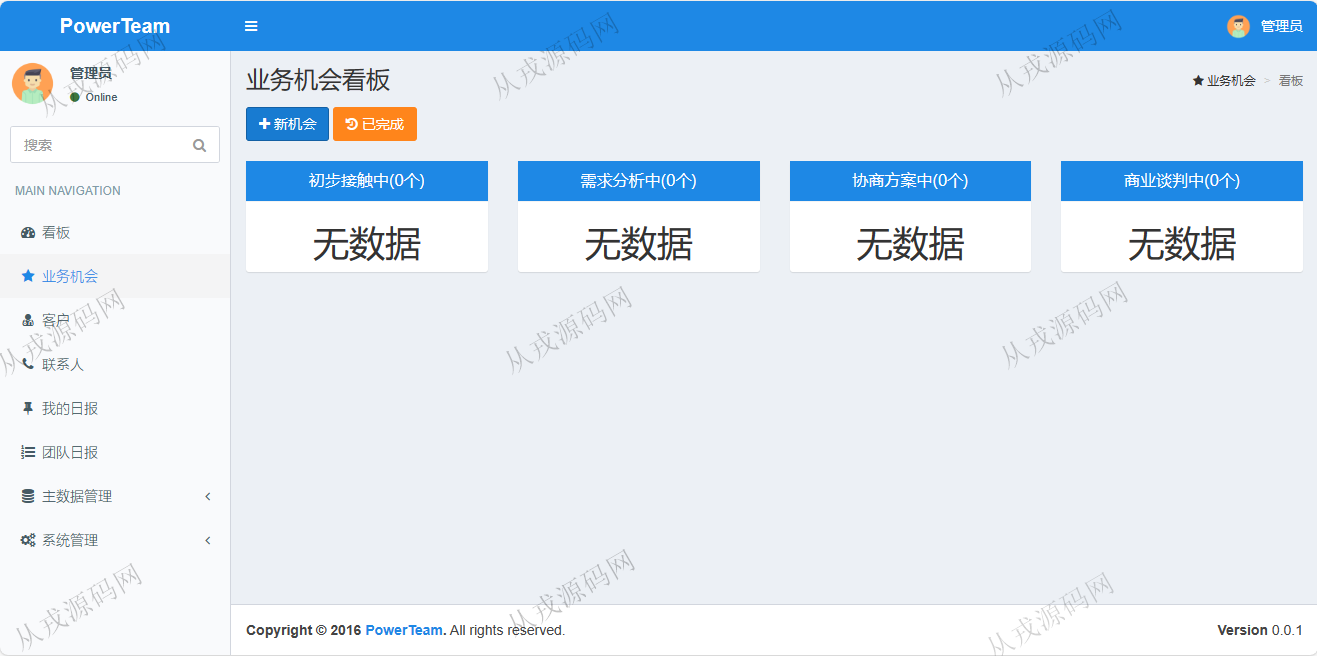 PowerTeam
管理员
管理员
Online
搜索
MAIN NAVIGATION
看板
业务机会
客户
联系人
我的日报
团队日报
主数据管理
系统管理
业务机会看板
业务机会 > 看板
新机会
已完成
初步接触中(0个)
无数据
需求分析中(0个)
无数据
协商方案中(0个)
无数据
商业谈判中(0个)
无数据
Copyright © 2016 PowerTeam. All rights reserved.
Version 0.0.1
从戎源码网
从戎源码网
从戎源码网
从戎源码网
从戎源码网
从戎源码网
从戎源码网
从戎源码网
从戎源码网